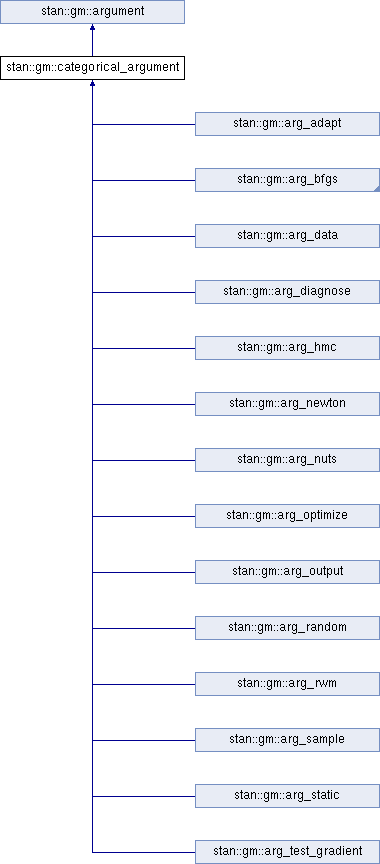 stan::gm::argument
stan::gm::categorical_argument
stan::gm::arg_adapt
stan::gm::arg_bfgs
stan::gm::arg_data
stan::gm::arg_diagnose
stan::gm::arg_hmc
stan::gm::arg_newton
stan::gm::arg_nuts
stan::gm::arg_optimize
stan::gm::arg_output
stan::gm::arg_random
stan::gm::arg_rwm
stan::gm::arg_sample
stan::gm::arg_static
stan::gm::arg_test_gradient